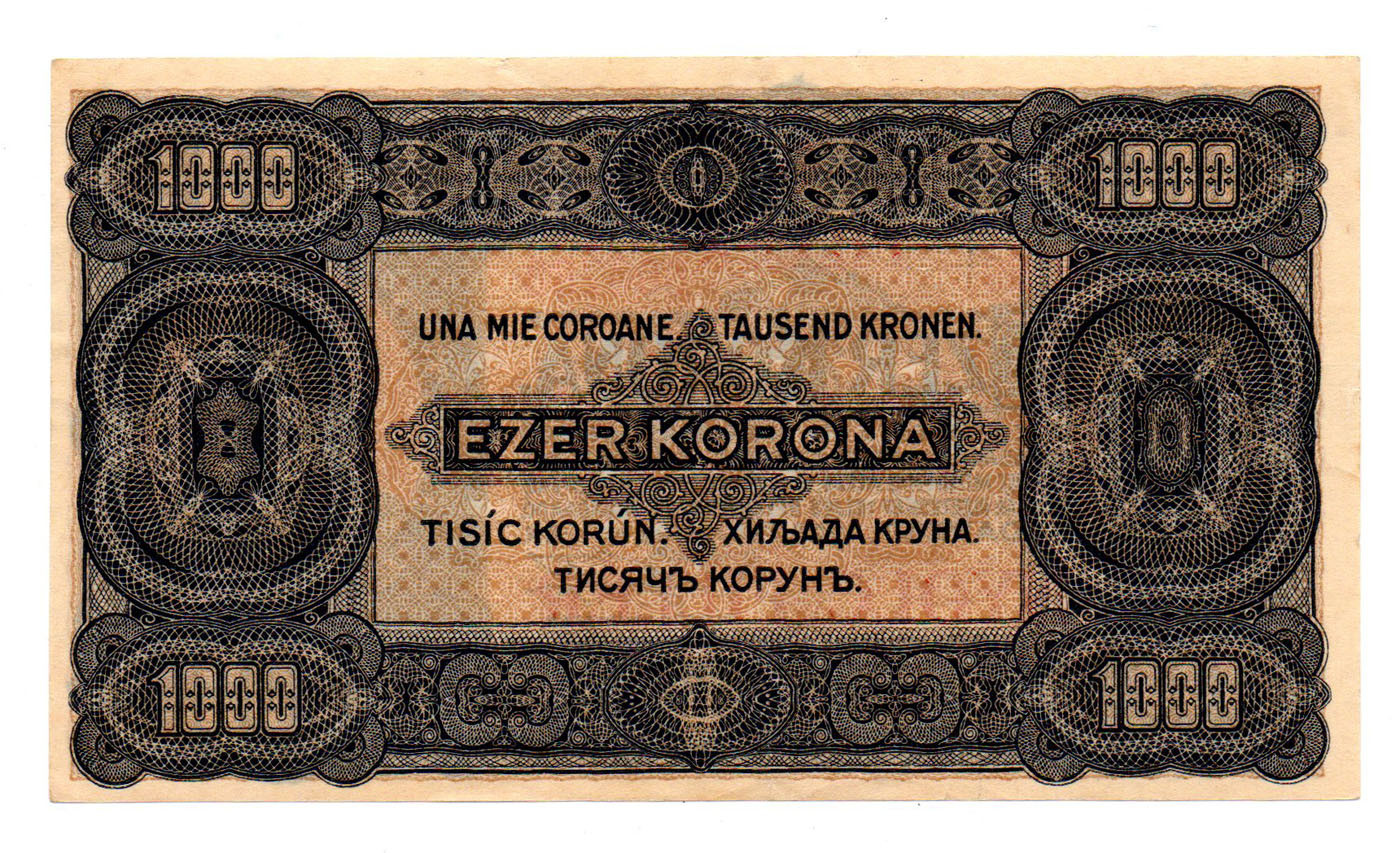 1000 1000
UNA MIE COROANE. TAUSEND KRONEN.
EZER KORONA
TISÍC KORÚN. ХИЉАДА КРУНА.
ТИСЯЧЪ КОРУНЪ.
1000 1000